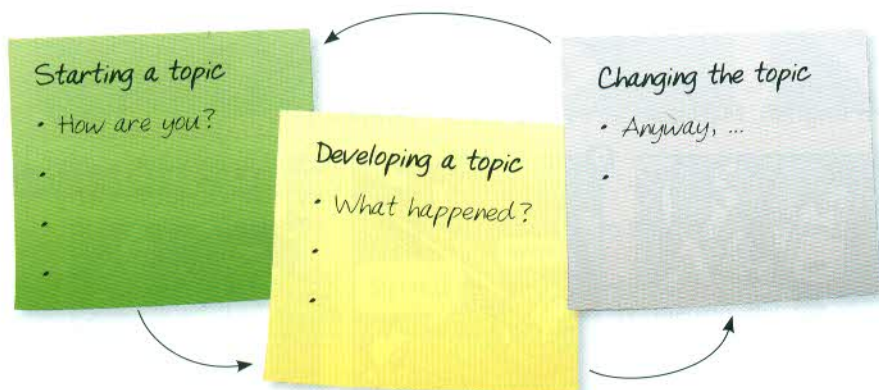 Starting a topic
• How are you?
•
•
•
Developing a topic
• What happened?
•
•
Changing the topic
• Anyway, ...
•